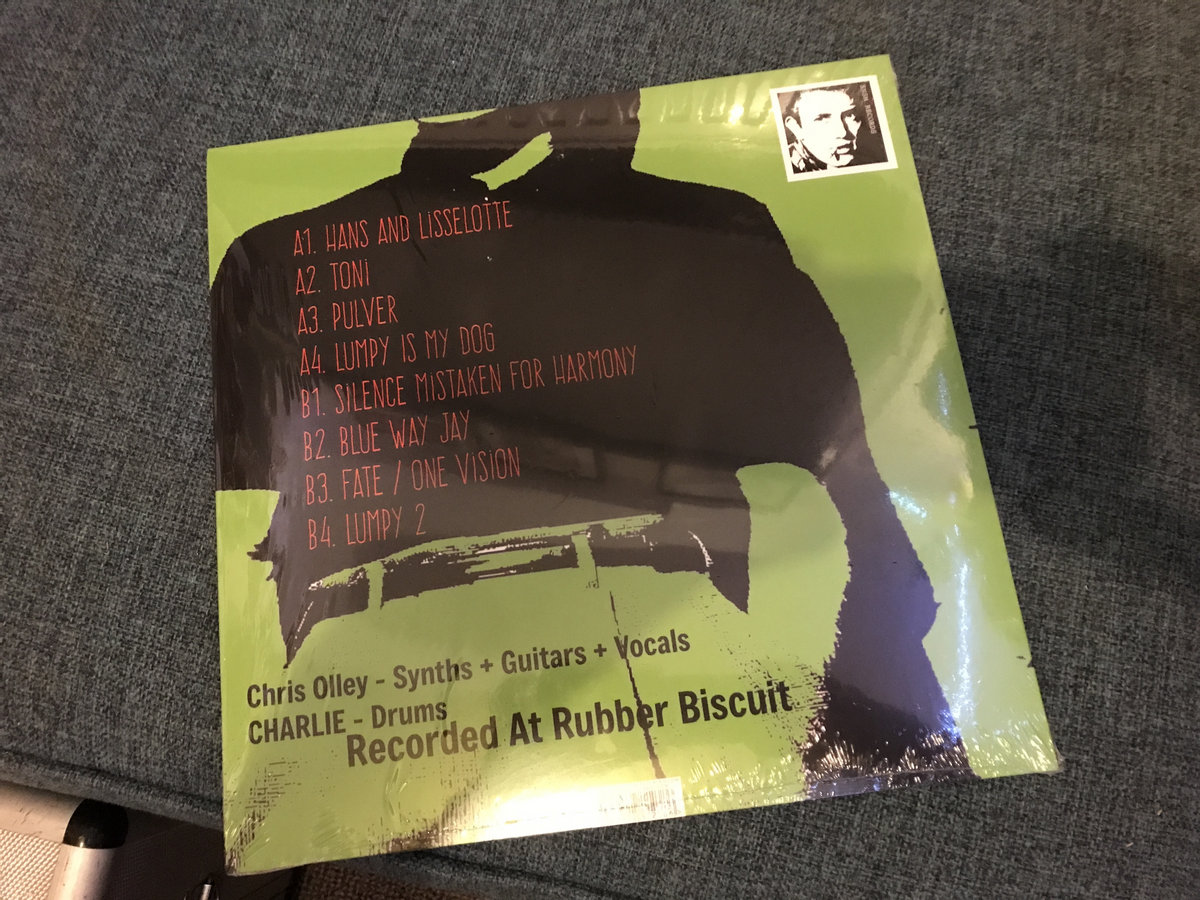 A1. HANS AND LiSSELOTTE
A2. TONi
A3. PULVER
A4. LUMPY IS MY DOG
B1. SiLENCE MiSTAKEN FOR HARMONY
B2. BLUE WAY JAY
B3. FATE / ONE ViSiON
B4. LUMPY 2
Chris Olley - Synths + Guitars + Vocals
CHARLIE - Drums
Recorded At Rubber Biscuit